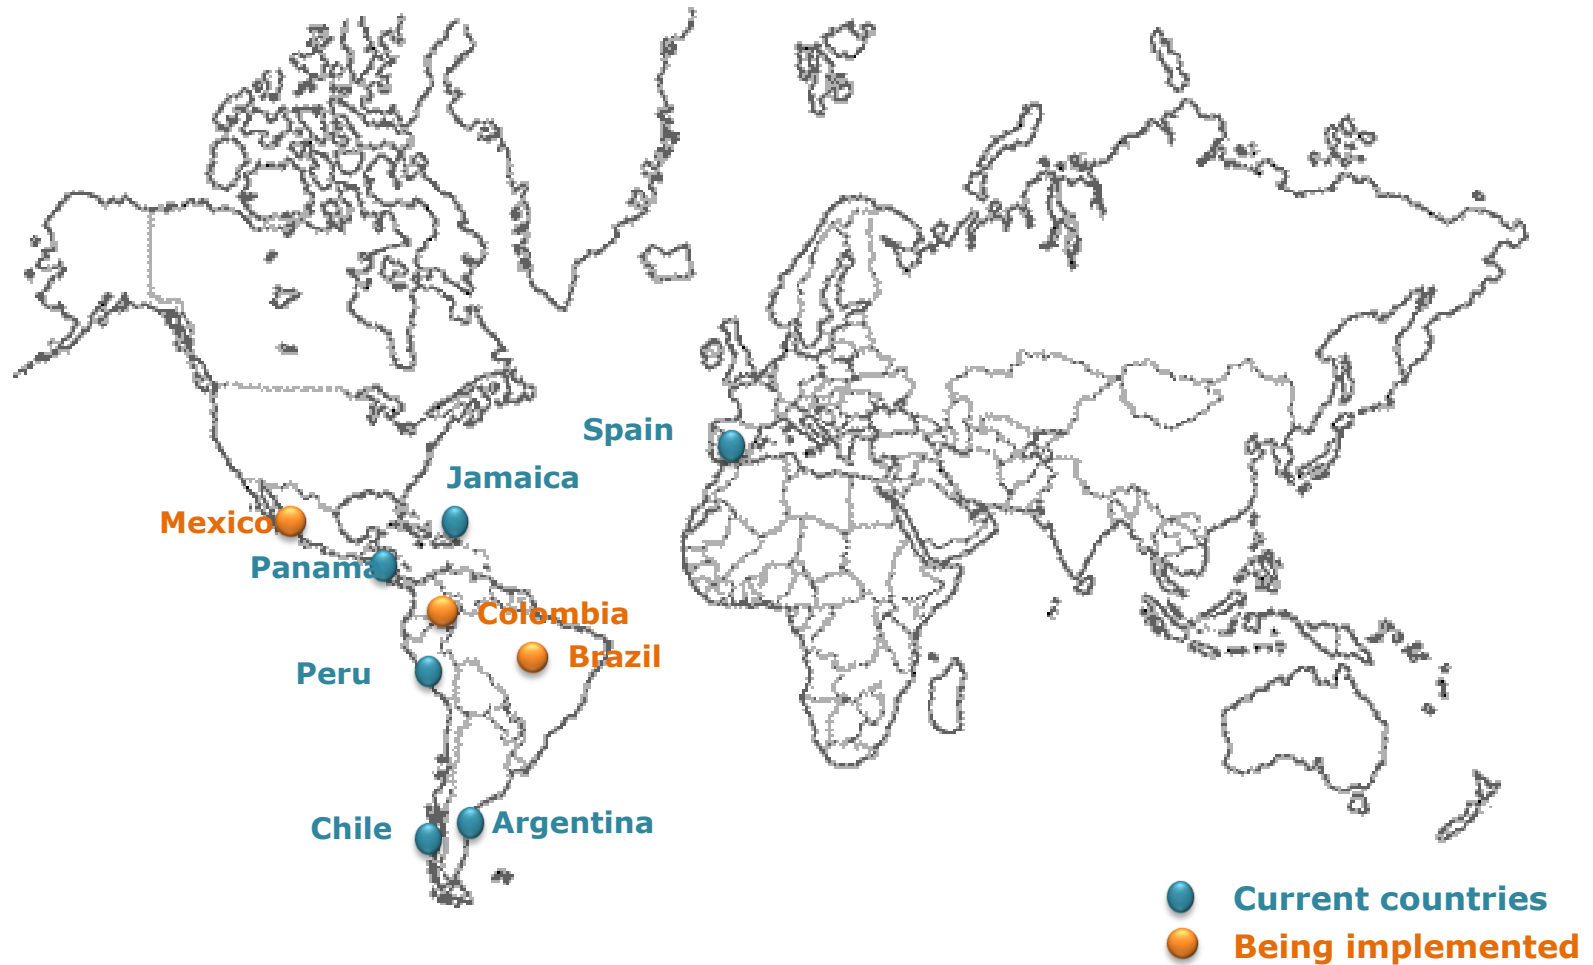 Spain
Jamaica
Mexico
Panama
Colombia
Brazil
Peru
Chile
Argentina
Current countries
Being implemented